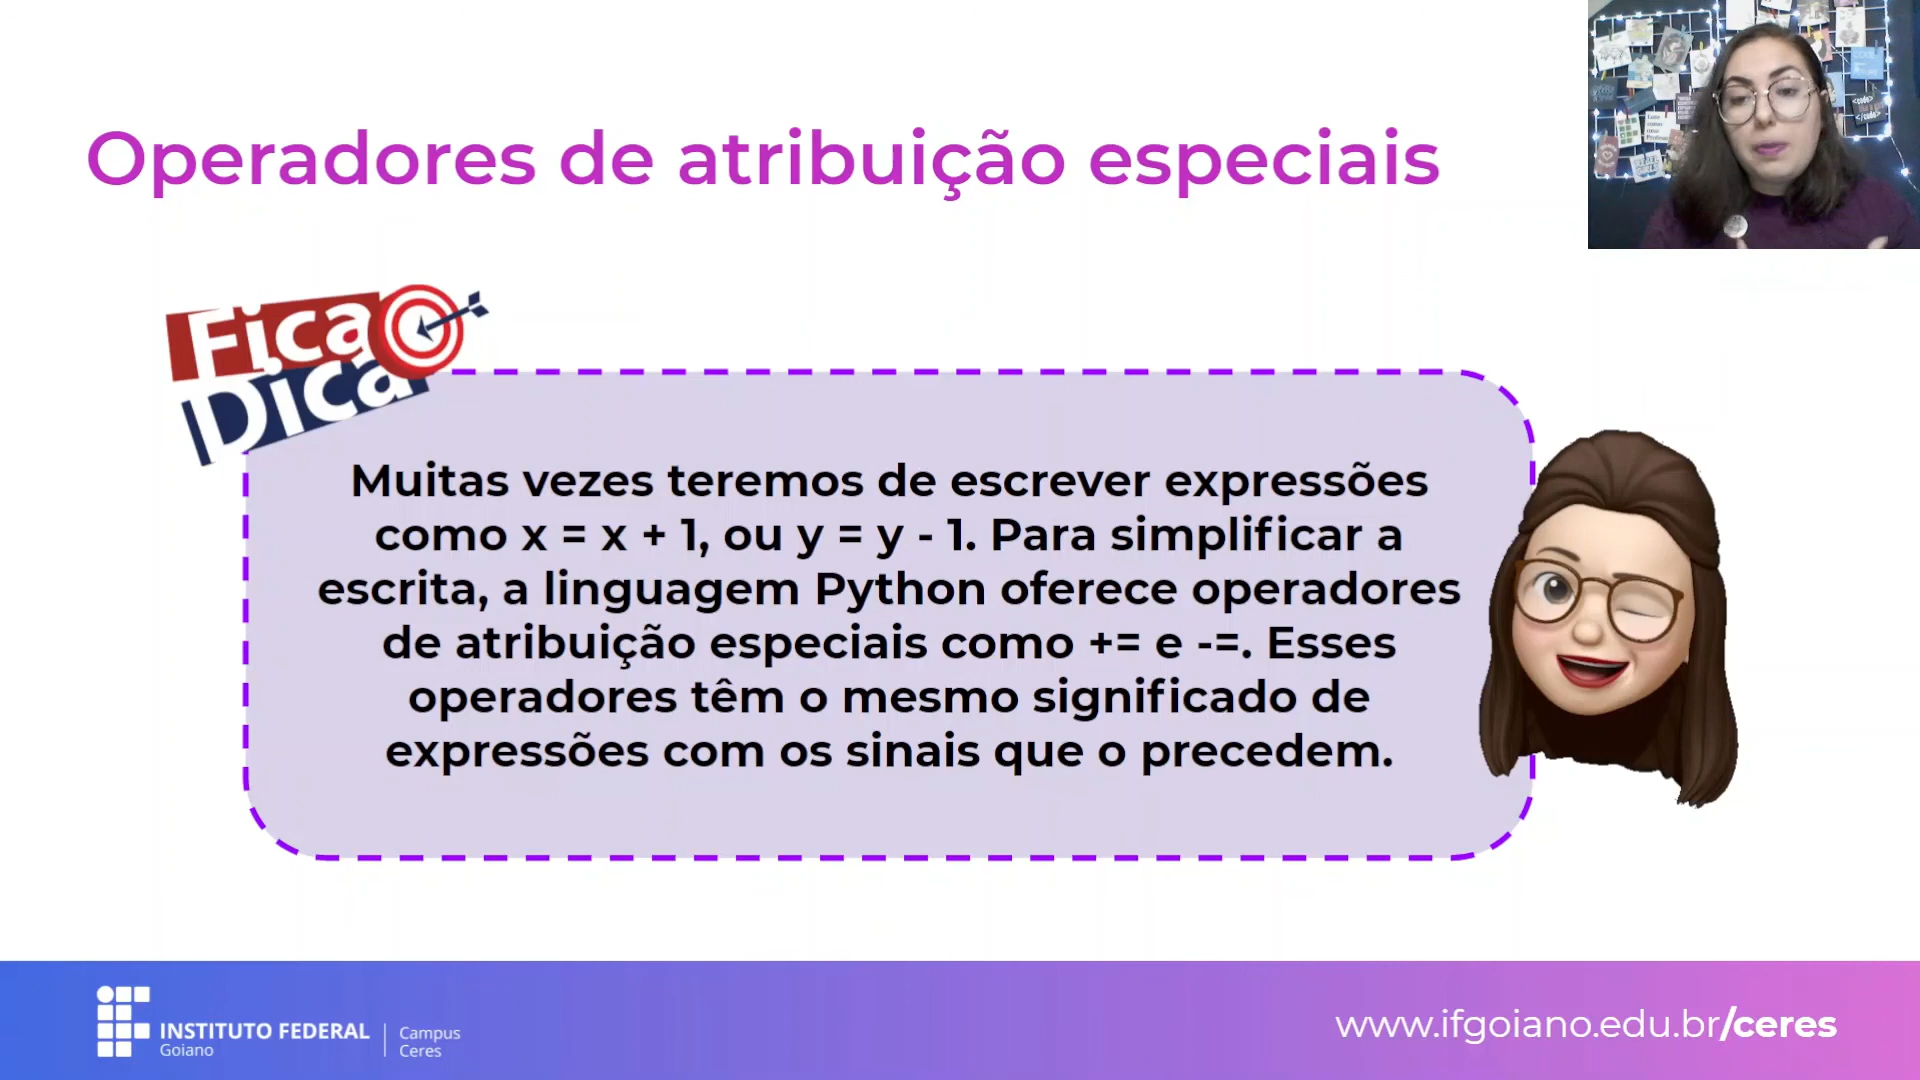 Operadores de atribuição especiais
Fica
Dica
Muitas vezes teremos de escrever expressões
como x = x + 1, ou y = y - 1. Para simplificar a
escrita, a linguagem Python oferece operadores
de atribuição especiais como += e -=. Esses
operadores têm o mesmo significado de
expressões com os sinais que o precedem.
INSTITUTO FEDERAL
Goiano
Campus
Ceres
www.ifgoiano.edu.br/ceres